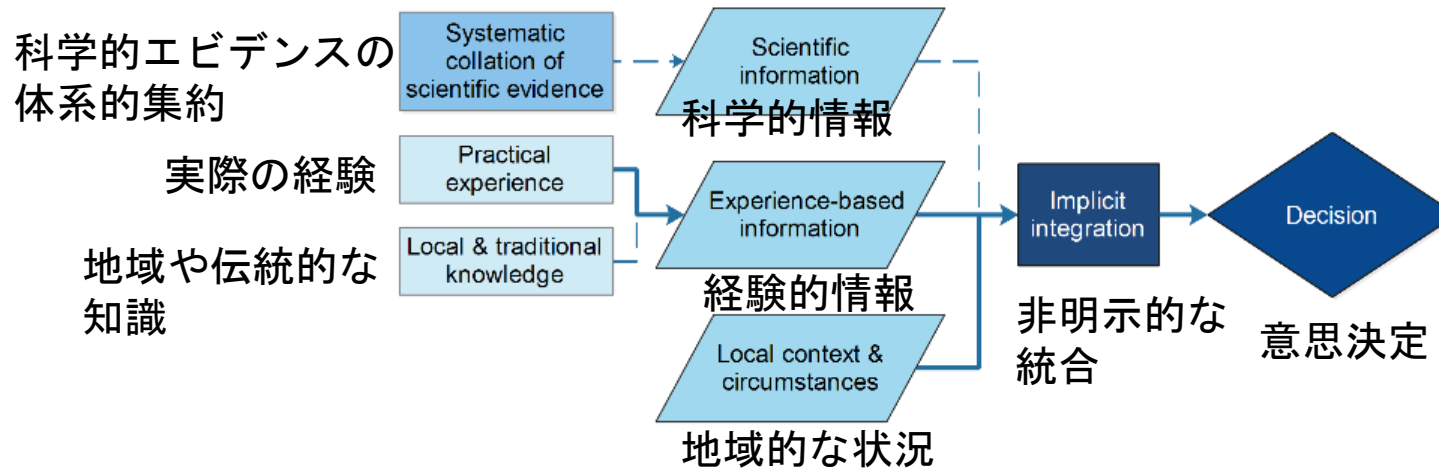 科学的エビデンスの
体系的集約
Systematic
collation of
scientific evidence
Scientific
information
科学的情報
実際の経験
Practical
experience
地域や伝統的な
知識
Local & traditional
knowledge
Experience-based
information
経験的情報
Local context &
circumstances
地域的な状況
Implicit
integration
非明示的な
統合
Decision
意思決定